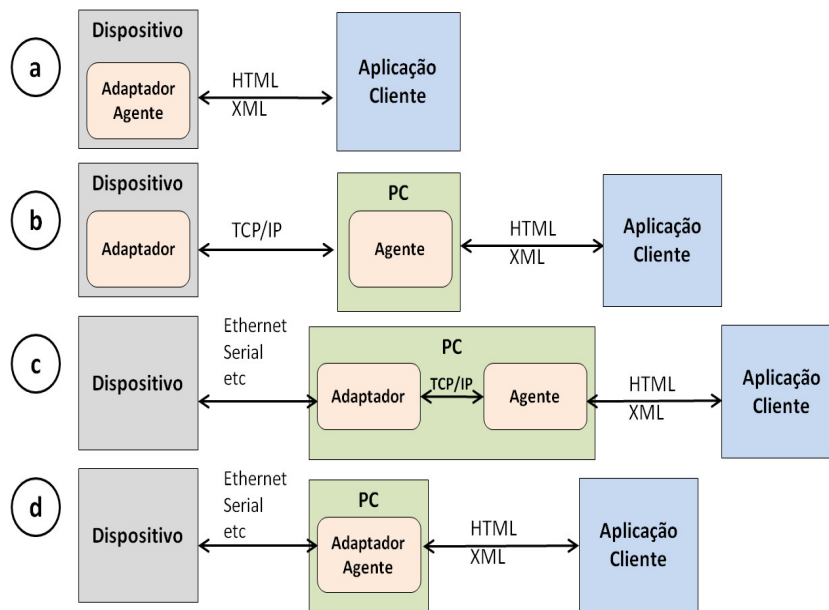 a
Dispositivo
Adaptador
Agente
HTML
XML
Aplicação
Cliente
b
Dispositivo
Adaptador
TCP/IP
PC
Agente
HTML
XML
Aplicação
Cliente
c
Dispositivo
Ethernet
Serial
etc
PC
Adaptador
TCP/IP
Agente
HTML
XML
Aplicação
Cliente
d
Dispositivo
Ethernet
Serial
etc
PC
Adaptador
Agente
HTML
XML
Aplicação
Cliente